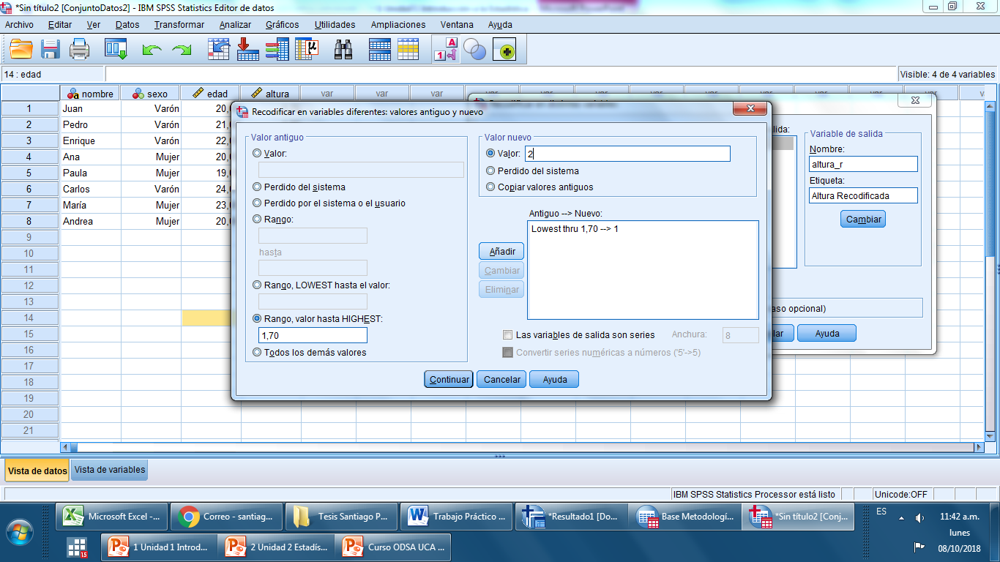 *Sin título2 [ConjuntoDatos2] - IBM SPSS Statistics Editor de datos
Archivo Editar Ver Datos Transformar Analizar Gráficos Utilidades Ampliaciones Ventana Ayuda
14 : edad
Visible: 4 de 4 variables
nombre sexo edad altura var var var var var var var var var var var
1 Juan Varón 20,
2 Pedro Varón 21,
3 Enrique Varón 22,
4 Ana Mujer 20,
5 Paula Mujer 19,
6 Carlos Varón 24,
7 María Mujer 23,
8 Andrea Mujer 20,
9
10
11
12
13
14
15
16
17
18
19
20
21
Recodificar en variables diferentes: valores antiguo y nuevo
Valor antiguo
Valor:
Perdido del sistema
Perdido por el sistema o el usuario
Rango:
hasta
Rango, LOWEST hasta el valor:
Rango, valor hasta HIGHEST:
1,70
Todos los demás valores
Valor nuevo
Valor: 2
Perdido del sistema
Copiar valores antiguos
Antiguo --> Nuevo:
Lowest thru 1,70 --> 1
Añadir
Cambiar
Eliminar
Las variables de salida son series Anchura: 8
Convertir series numéricas a números ('5'->5)
Continuar Cancelar Ayuda
lida:
Variable de salida
Nombre:
altura_r
Etiqueta:
Altura Recodificada
Cambiar
aso opcional)
lar Ayuda
Vista de datos Vista de variables
IBM SPSS Statistics Processor está listo Unicode:OFF
Microsoft Excel -... Correo - santiag... Tesis Santiago P... Trabajo Práctico ... *Resultado1 [Do... Base Metodologí... *Sin título2 [Conj...
15 1 Unidad 1 Introd... 2 Unidad 2 Estadís... Curso ODSA UCA ...
ES
11:42 a.m.
lunes
08/10/2018